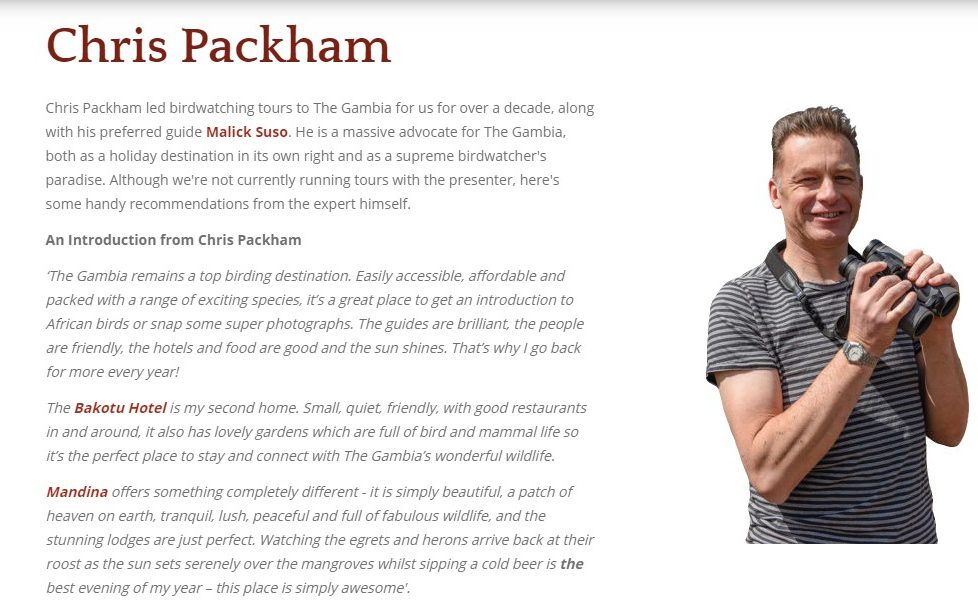 Chris Packham
Chris Packham led birdwatching tours to The Gambia for us for over a decade, along
with his preferred guide Malick Suso. He is a massive advocate for The Gambia,
both as a holiday destination in its own right and as a supreme birdwatcher's
paradise. Although we're not currently running tours with the presenter, here's
some handy recommendations from the expert himself.
An Introduction from Chris Packham
‘The Gambia remains a top birding destination. Easily accessible, affordable and
packed with a range of exciting species, it’s a great place to get an introduction to
African birds or snap some super photographs. The guides are brilliant, the people
are friendly, the hotels and food are good and the sun shines. That’s why I go back
for more every year!
The Bakotu Hotel is my second home. Small, quiet, friendly, with good restaurants
in and around, it also has lovely gardens which are full of bird and mammal life so
it’s the perfect place to stay and connect with The Gambia’s wonderful wildlife.
Mandina offers something completely different - it is simply beautiful, a patch of
heaven on earth, tranquil, lush, peaceful and full of fabulous wildlife, and the
stunning lodges are just perfect. Watching the egrets and herons arrive back at their
roost as the sun sets serenely over the mangroves whilst sipping a cold beer is the
best evening of my year – this place is simply awesome'.